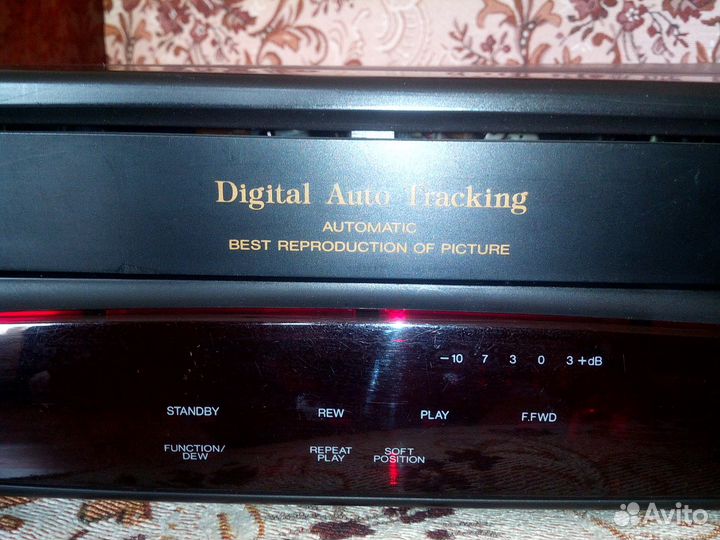 Digital Auto Tracking
AUTOMATIC
BEST REPRODUCTION OF PICTURE
-10 7 3 0 3 +dB
STANDBY REW PLAY F.FWD
FUNCTION/ REPEAT SOFT
DEW PLAY POSITION
Avito